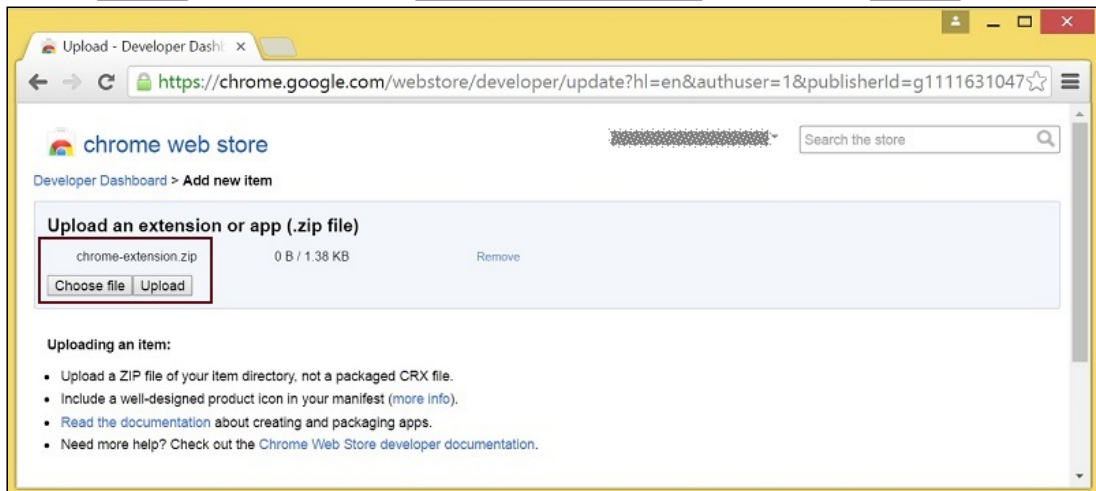 Upload - Developer Dashb
https://chrome.google.com/webstore/developer/update?hl=en&authuser=1&publisherId=g1111631047
chrome web store
Search the store
Developer Dashboard > Add new item
Upload an extension or app (.zip file)
chrome-extension.zip 0 B / 1.38 KB Remove
Choose file Upload
Uploading an item:
• Upload a ZIP file of your item directory, not a packaged CRX file.
• Include a well-designed product icon in your manifest (more info).
• Read the documentation about creating and packaging apps.
• Need more help? Check out the Chrome Web Store developer documentation.